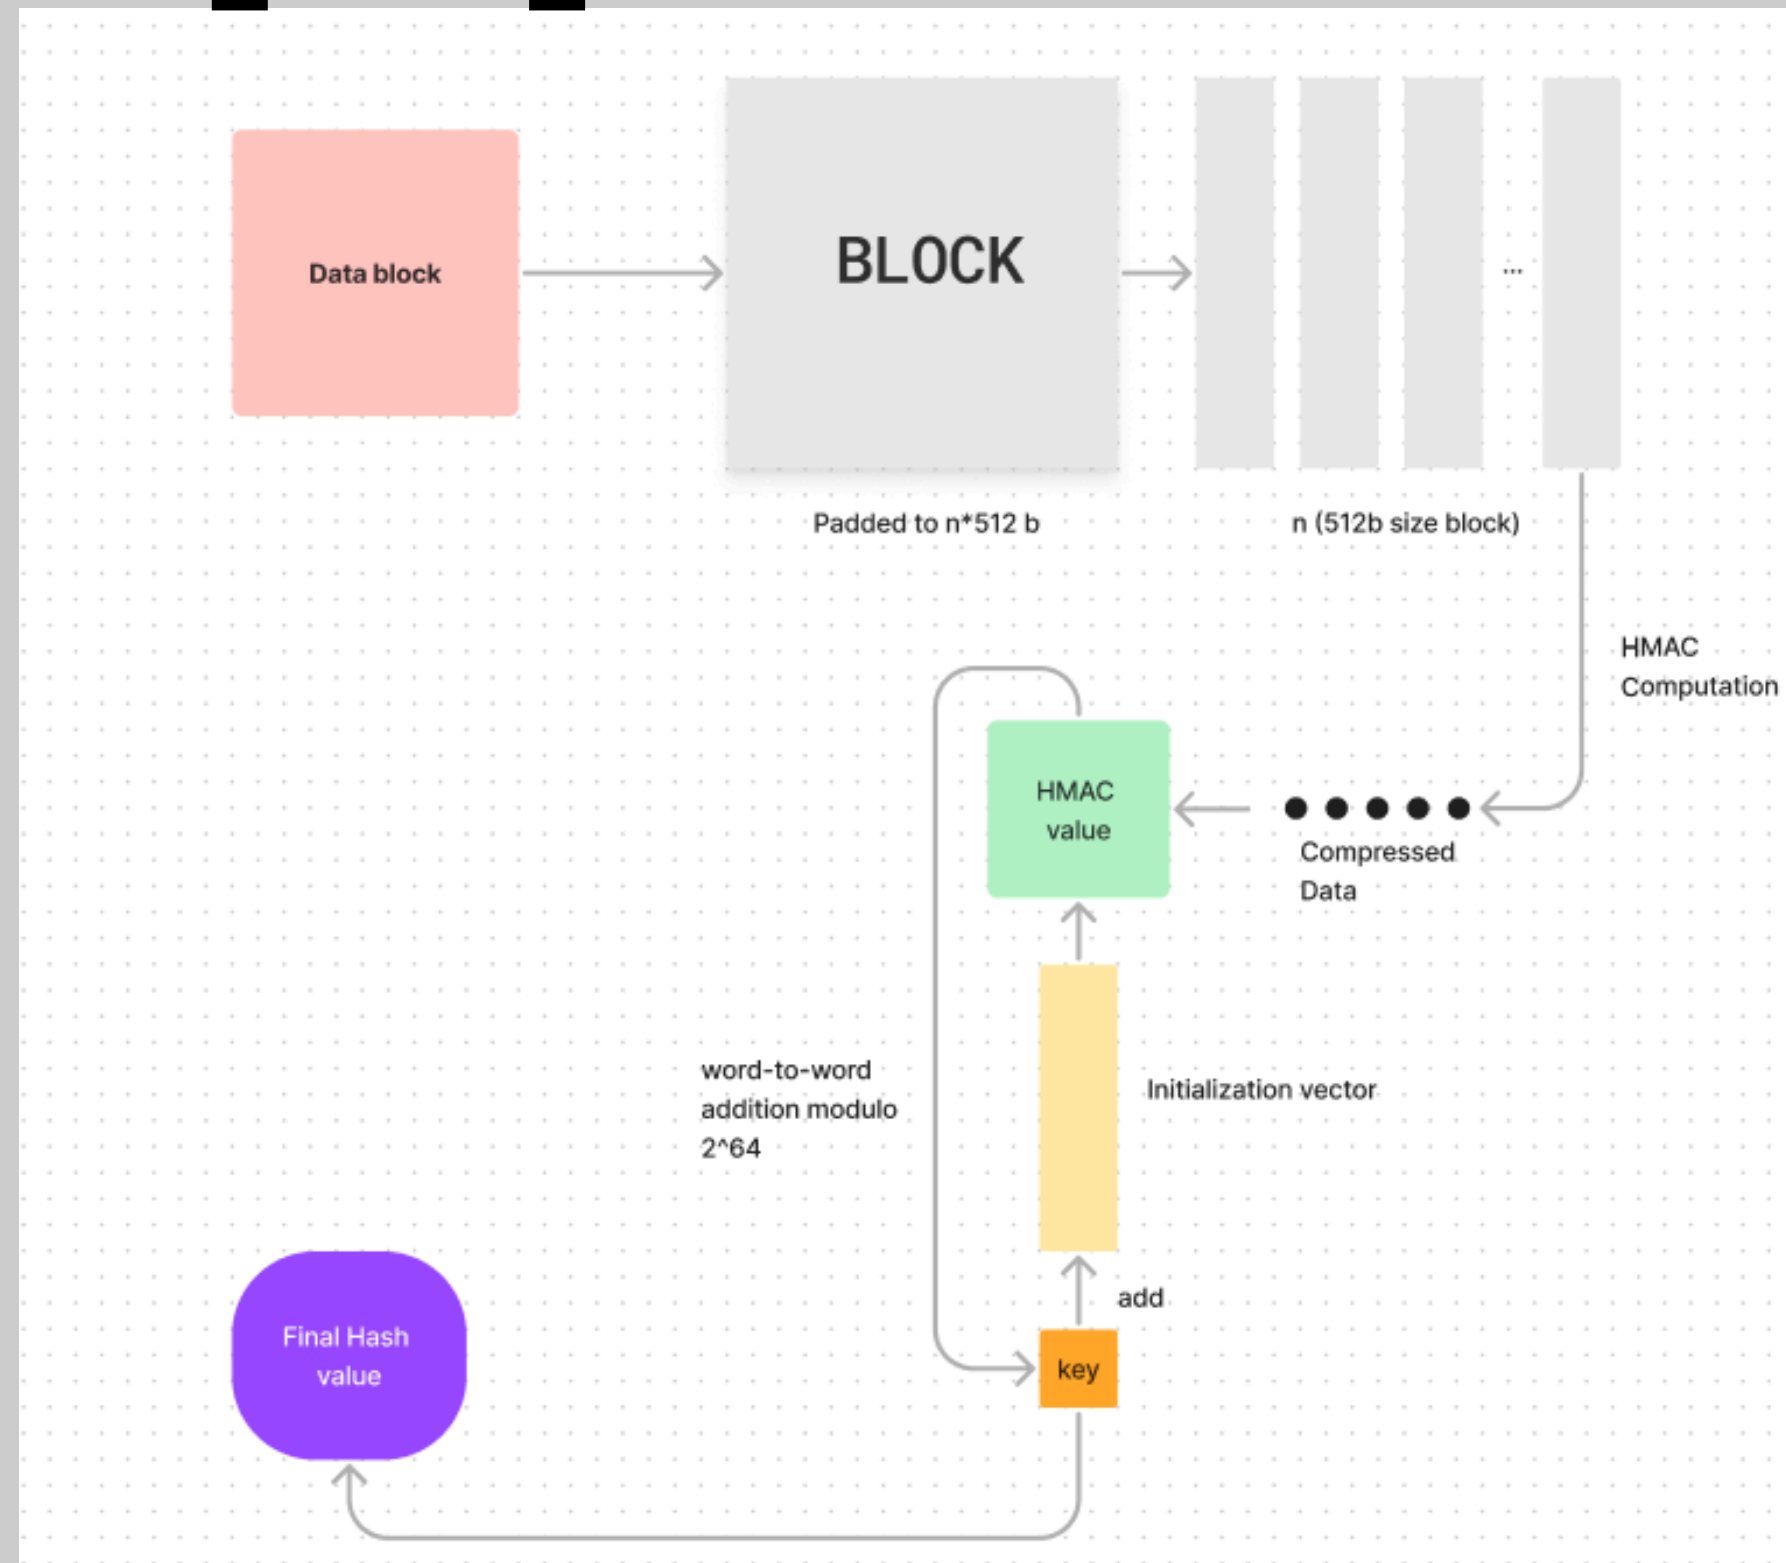 Data block
BLOCK
...
Padded to n*512 b
n (512b size block)
HMAC
Computation
HMAC
value
Compressed
Data
word-to-word
addition modulo
2^64
Initialization vector
add
key
Final Hash
value